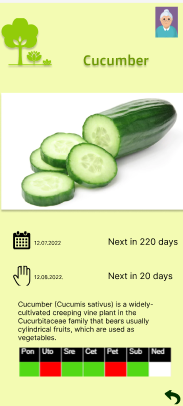 Cucumber
12.07.2022
Next in 220 days
12.08.2022.
Next in 20 days
Cucumber (Cucumis sativus) is a widely-
cultivated creeping vine plant in the
Cucurbitaceae family that bears usually
cylindrical fruits, which are used as
vegetables.
Pon Uto Sre Cet Pet Sub Ned